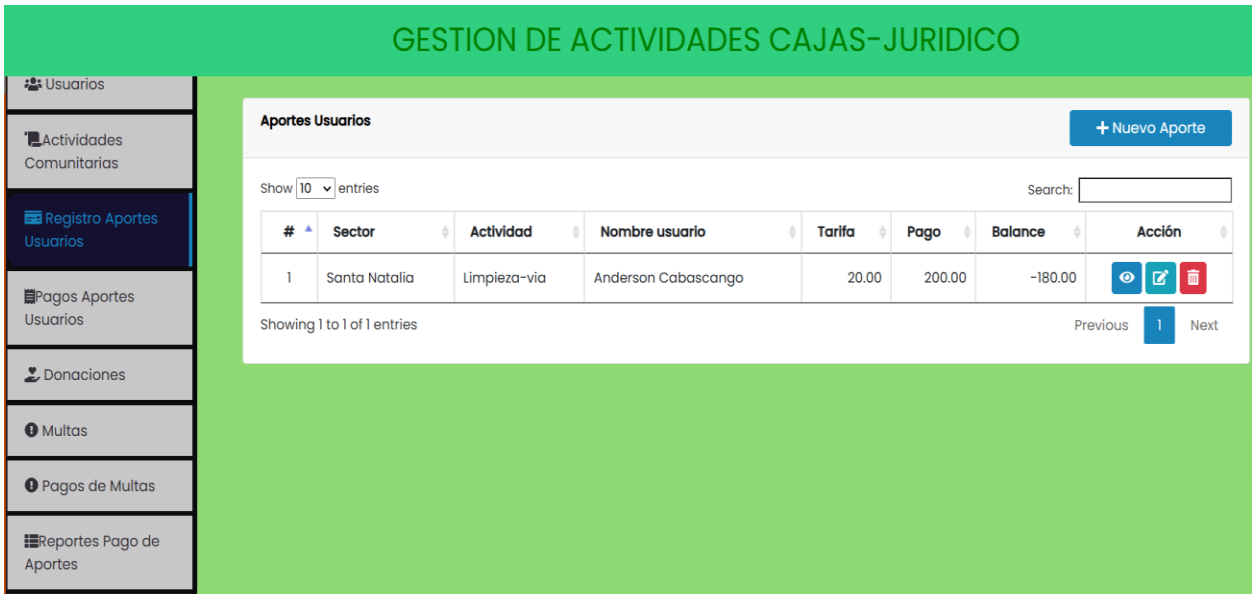 GESTION DE ACTIVIDADES CAJAS-JURIDICO
Usuarios
Actividades
Comunitarias
Registro Aportes
Usuarios
Pagos Aportes
Usuarios
Donaciones
Multas
Pagos de Multas
Reportes Pago de
Aportes
Aportes Usuarios
+ Nuevo Aporte
Show 10 entries
Search:
# Sector Actividad Nombre usuario Tarifa Pago Balance Acción
1 Santa Natalia Limpieza-via Anderson Cabascango 20.00 200.00 -180.00
Showing 1 to 1 of 1 entries
Previous 1 Next